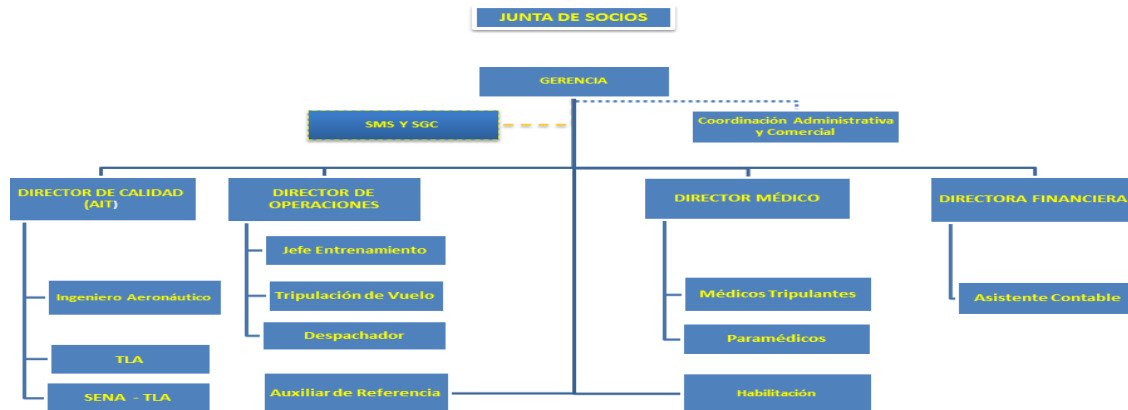 JUNTA DE SOCIOS
GERENCIA
SMS Y SGC
Coordinación Administrativa
y Comercial
DIRECTOR DE CALIDAD
(AIT)
DIRECTOR DE
OPERACIONES
DIRECTOR MÉDICO
DIRECTORA FINANCIERA
Jefe Entrenamiento
Ingeniero Aeronáutico
Tripulación de Vuelo
Médicos Tripulantes
Asistente Contable
Despachador
Paramédicos
TLA
SENA - TLA
Auxiliar de Referencia
Habilitación